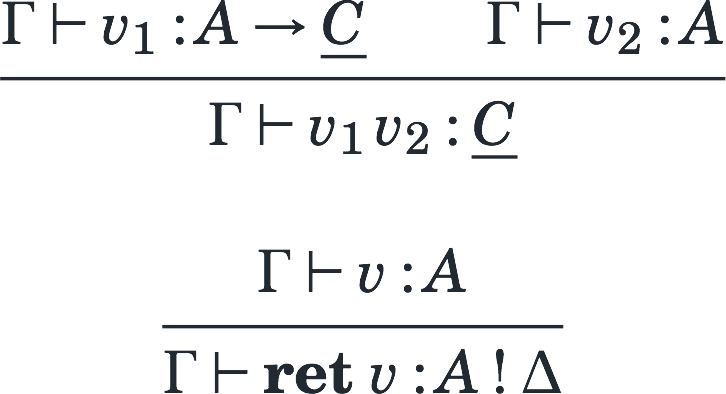 Γ ⊢ v₁ : A → C̲    Γ ⊢ v₂ : A
Γ ⊢ v₁ v₂ : C̲
Γ ⊢ v : A
Γ ⊢ ret v : A ! Δ